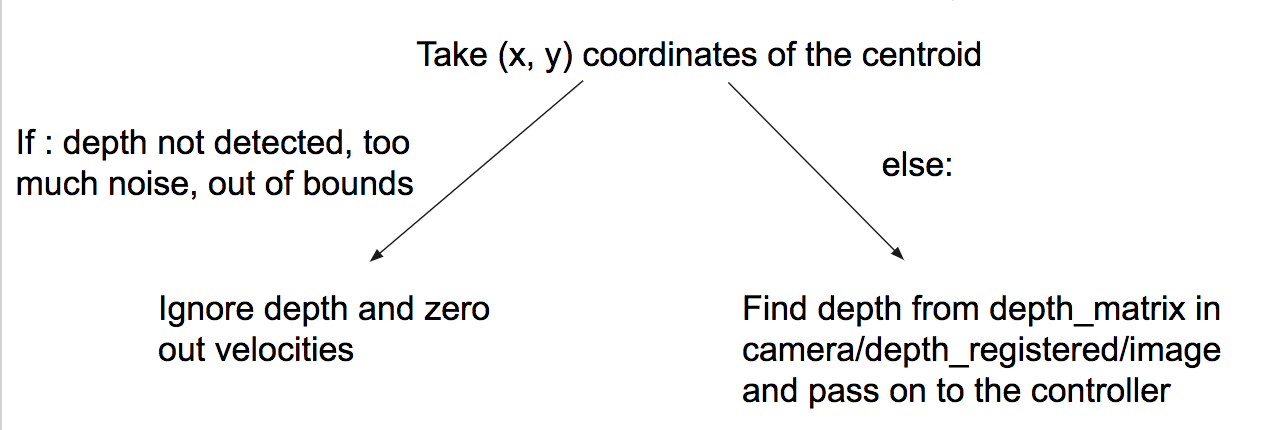 Take (x, y) coordinates of the centroid
If : depth not detected, too
much noise, out of bounds
else:
Ignore depth and zero
out velocities
Find depth from depth_matrix in
camera/depth_registered/image
and pass on to the controller